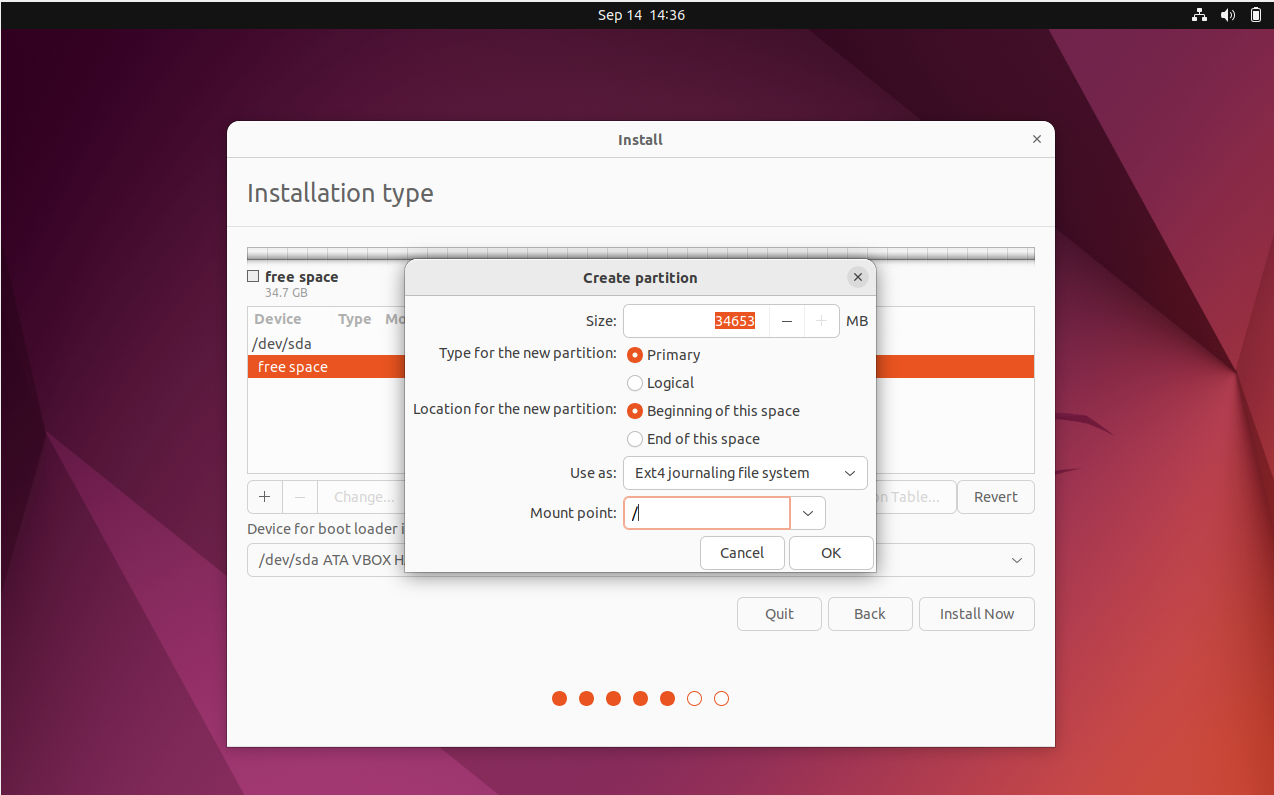 Sep 14 14:36
Install
Installation type
free space
34.7 GB
Create partition
Size: 34653 MB
Type for the new partition: Primary
Logical
Location for the new partition: Beginning of this space
End of this space
Use as: Ext4 journaling file system
Mount point: /
Cancel OK
Device Type Mo
/dev/sda
free space
+ − Change... on Table... Revert
Device for boot loader i
/dev/sda ATA VBOX H
Quit Back Install Now